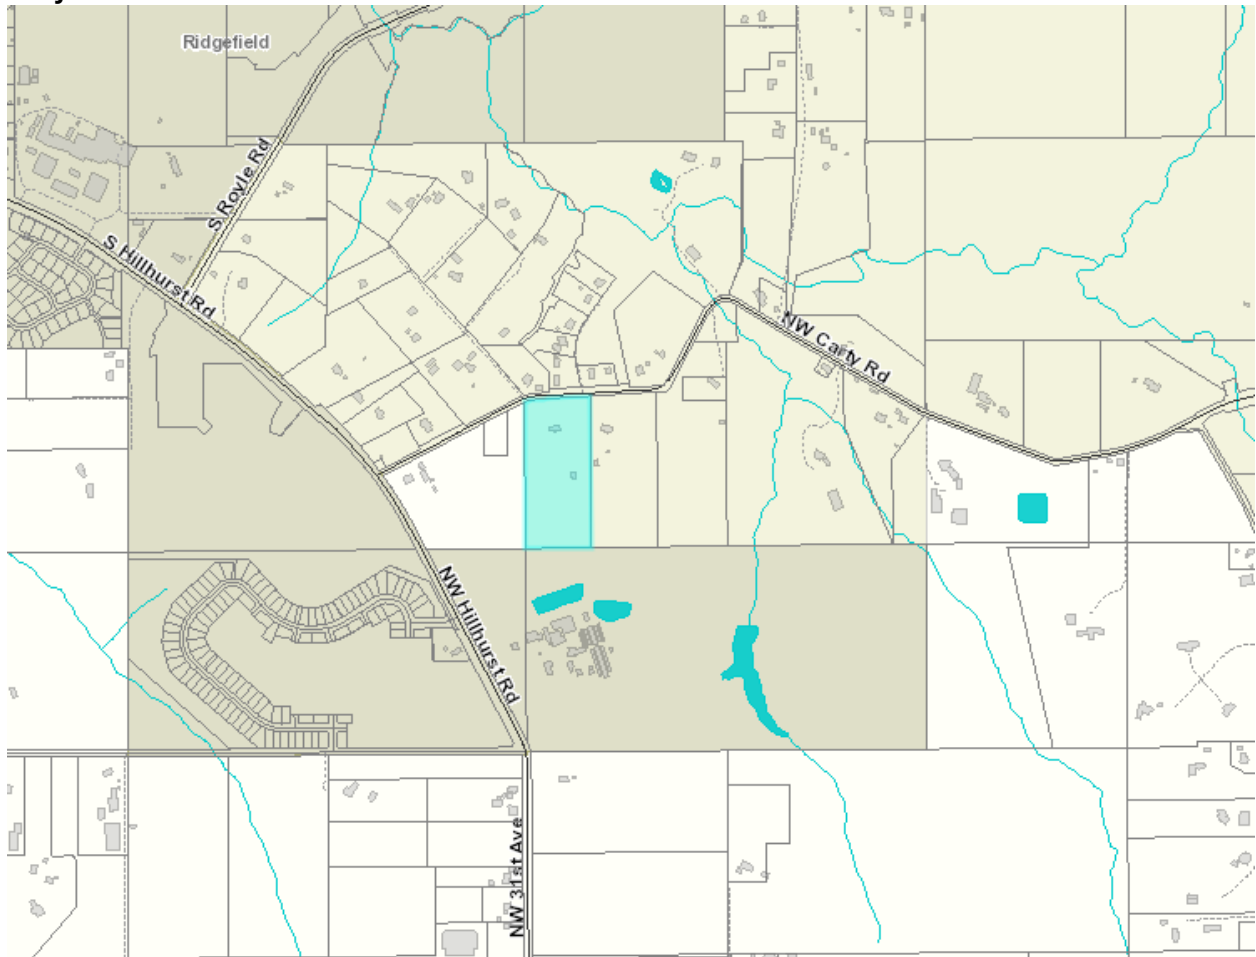 Ridgefield
S Royle Rd
S Hillhurst Rd
NW Carty Rd
NW Hillhurst Rd
NW 31st Ave